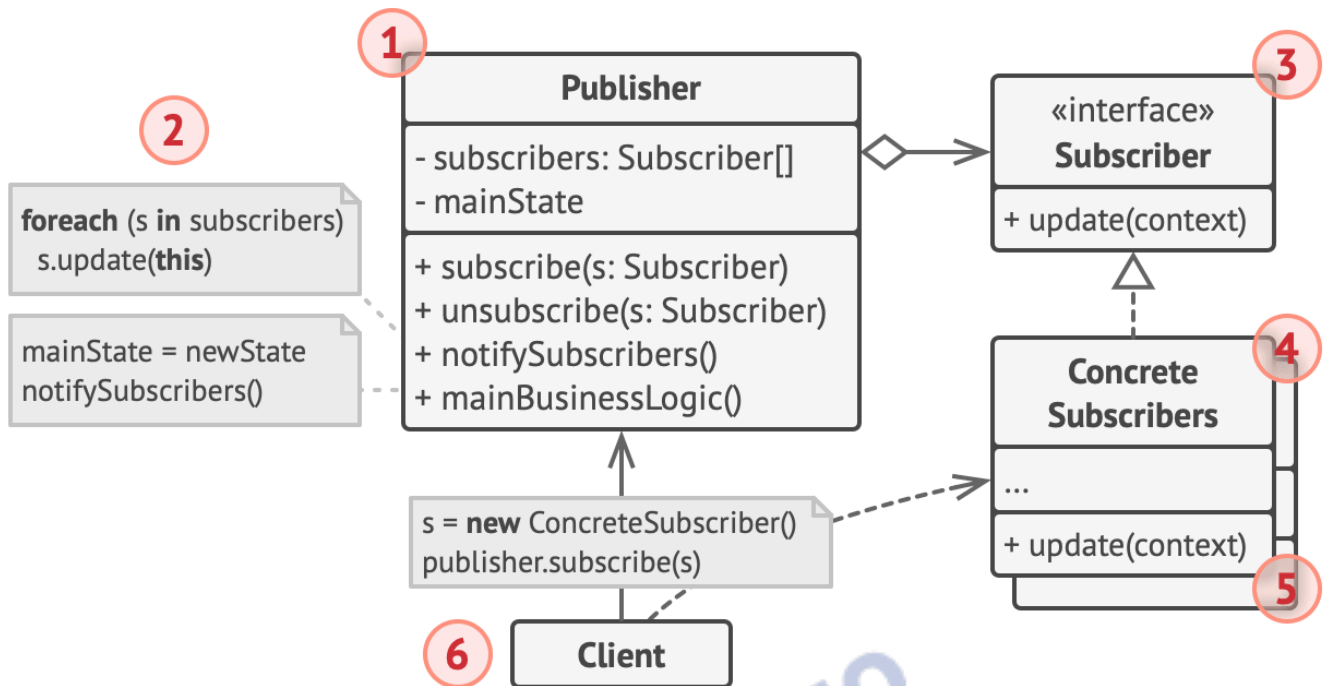 1
Publisher
- subscribers: Subscriber[]
- mainState
+ subscribe(s: Subscriber)
+ unsubscribe(s: Subscriber)
+ notifySubscribers()
+ mainBusinessLogic()
2
foreach (s in subscribers)
s.update(this)
mainState = newState
notifySubscribers()
3
«interface»
Subscriber
+ update(context)
4
Concrete
Subscribers
...
+ update(context)
5
s = new ConcreteSubscriber()
publisher.subscribe(s)
6
Client